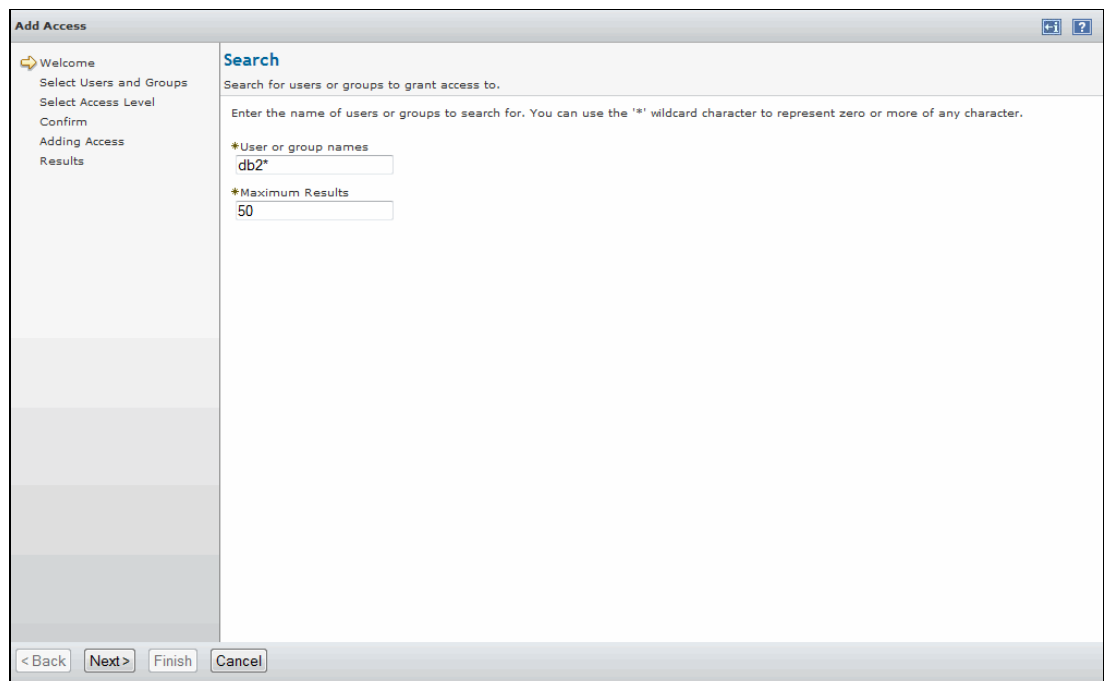 Add Access
?
Welcome
Select Users and Groups
Select Access Level
Confirm
Adding Access
Results
Search
Search for users or groups to grant access to.
Enter the name of users or groups to search for. You can use the '*' wildcard character to represent zero or more of any character.
*User or group names
db2*
*Maximum Results
50
< Back
Next >
Finish
Cancel